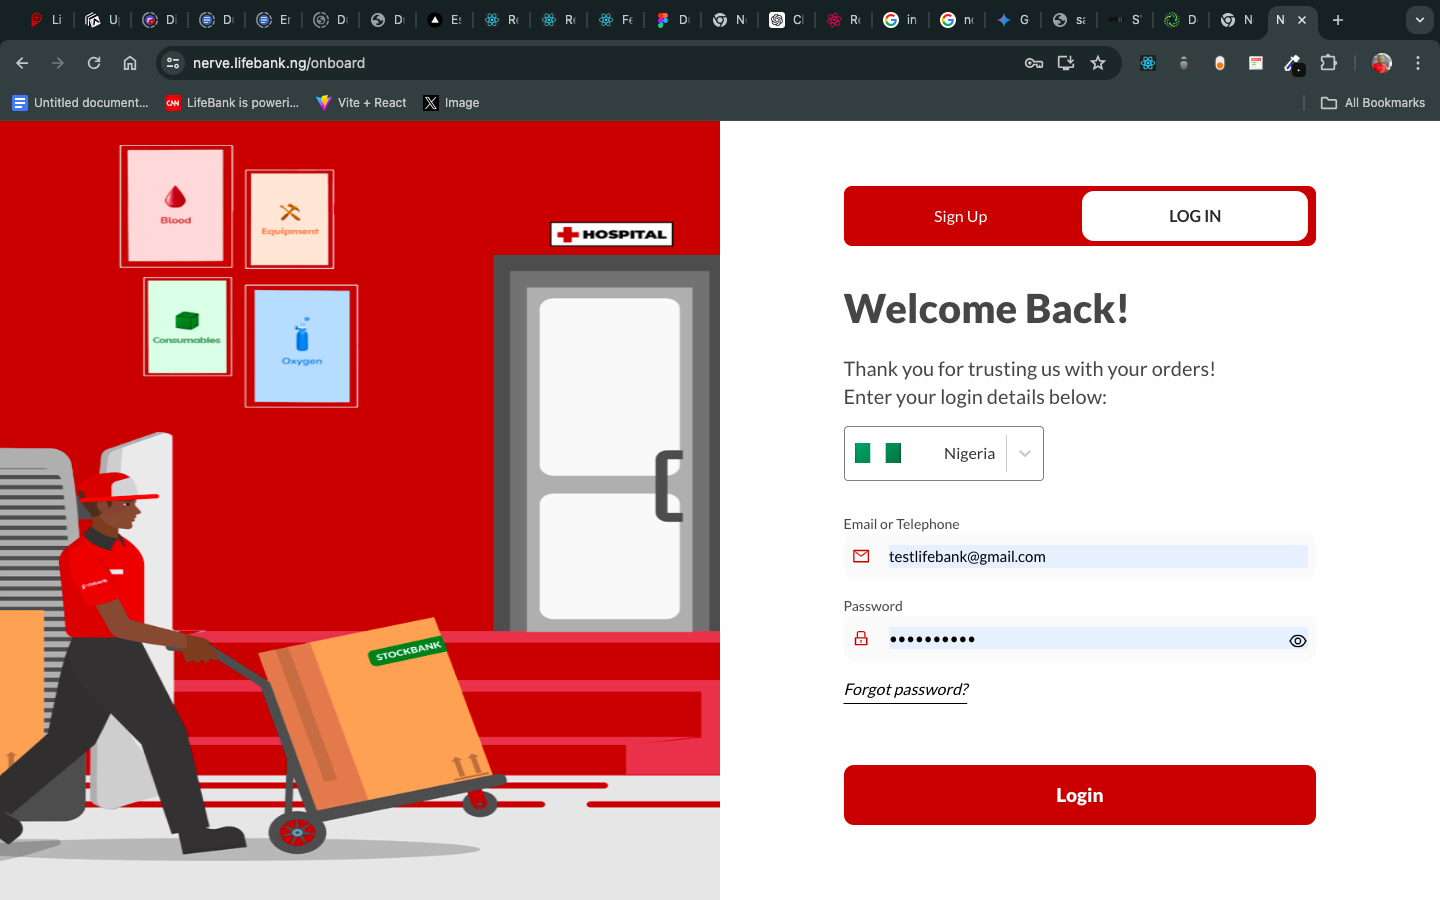 Li
Di
Di
Er
Di
Di
Es
Re
Re
Fe
Di
Ne
Cl
Re
in
ne
G
sa
S'
D
N
N
nerve.lifebank.ng/onboard
Untitled document...
CNN
LifeBank is poweri...
Vite + React
Image
All Bookmarks
Blood
Equipment
Consumables
Oxygen
HOSPITAL
STOCKBANK
Sign Up
LOG IN
Welcome Back!
Thank you for trusting us with your orders!
Enter your login details below:
Nigeria
Email or Telephone
testlifebank@gmail.com
Password
••••••••••
Forgot password?
Login